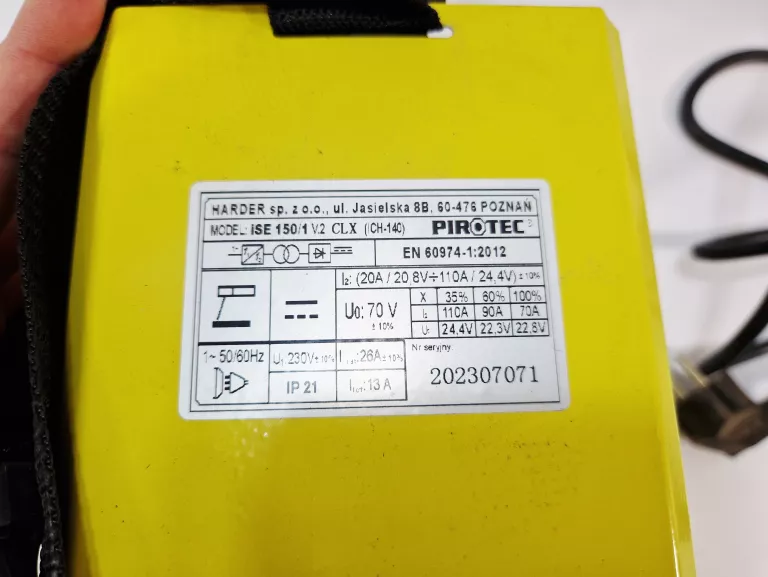 HARDER sp. z o.o., ul. Jasielska 8B, 60-476 POZNAŃ
MODEL: iSE 150/1 V.2 CLX (ICH-140) PIROTEC
1~ EN 60974-1:2012
I₂: (20A / 20,8V÷110A / 24,4V) ±10%
U₀: 70 V ±10%
X 35% 60% 100%
I₂ 110A 90A 70A
U₂ 24,4V 22,3V 22,8V
1~ 50/60Hz U₁ 230V±10% 26A±10%
IP 21 13 A
Nr seryjny:
202307071